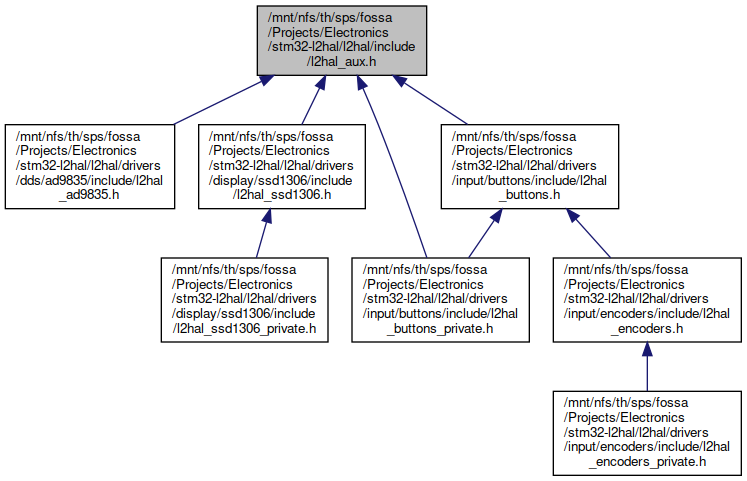 /mnt/nfs/th/sps/fossa
/Projects/Electronics
/stm32-l2hal/l2hal/include
/l2hal_aux.h
/mnt/nfs/th/sps/fossa
/Projects/Electronics
/stm32-l2hal/l2hal/drivers
/dds/ad9835/include/l2hal
_ad9835.h
/mnt/nfs/th/sps/fossa
/Projects/Electronics
/stm32-l2hal/l2hal/drivers
/display/ssd1306/include
/l2hal_ssd1306.h
/mnt/nfs/th/sps/fossa
/Projects/Electronics
/stm32-l2hal/l2hal/drivers
/input/buttons/include/l2hal
_buttons.h
/mnt/nfs/th/sps/fossa
/Projects/Electronics
/stm32-l2hal/l2hal/drivers
/display/ssd1306/include
/l2hal_ssd1306_private.h
/mnt/nfs/th/sps/fossa
/Projects/Electronics
/stm32-l2hal/l2hal/drivers
/input/buttons/include/l2hal
_buttons_private.h
/mnt/nfs/th/sps/fossa
/Projects/Electronics
/stm32-l2hal/l2hal/drivers
/input/encoders/include/l2hal
_encoders.h
/mnt/nfs/th/sps/fossa
/Projects/Electronics
/stm32-l2hal/l2hal/drivers
/input/encoders/include/l2hal
_encoders_private.h